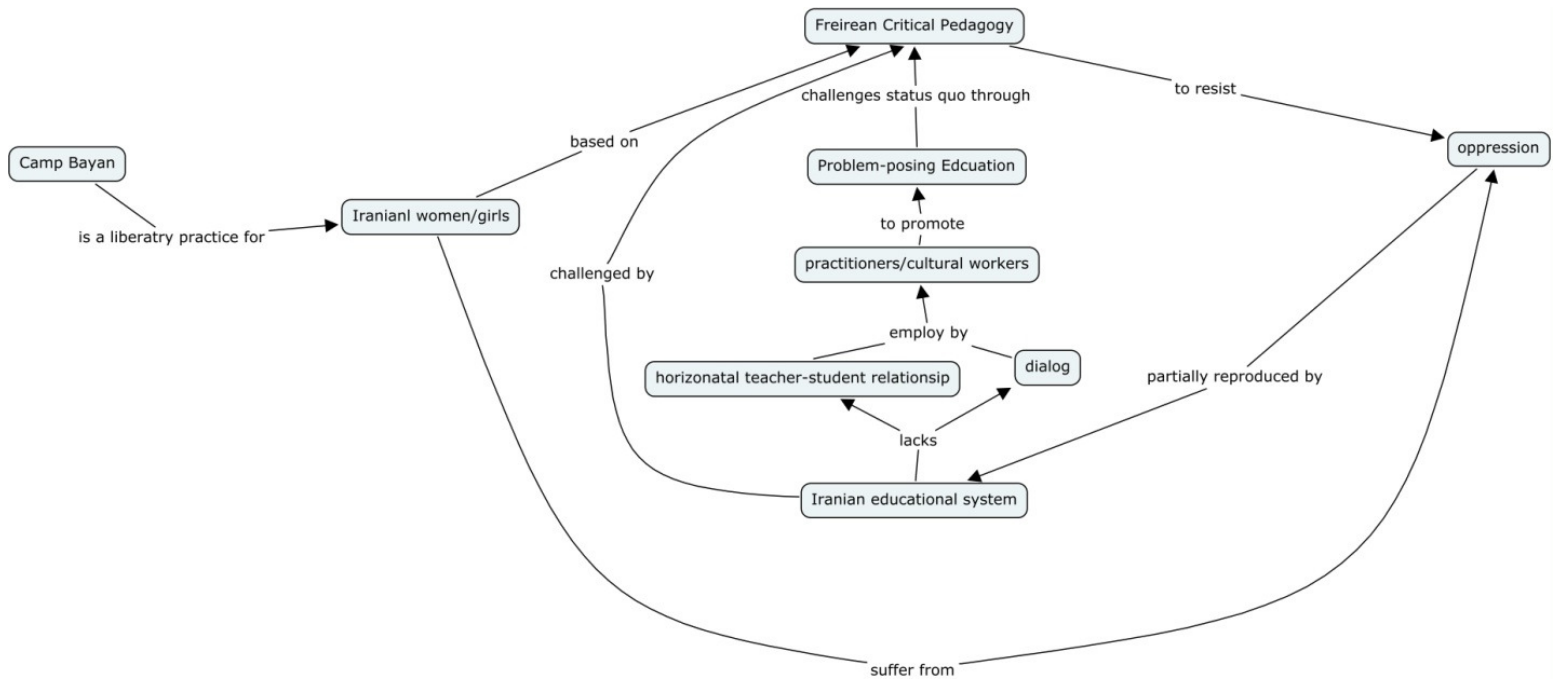 Freirean Critical Pedagogy
to resist
challenges status quo through
based on
oppression
Camp Bayan
Problem-posing Edcuation
Iranianl women/girls
to promote
is a liberatry practice for
practitioners/cultural workers
challenged by
employ by
horizonatal teacher-student relationsip
dialog
partially reproduced by
lacks
Iranian educational system
suffer from